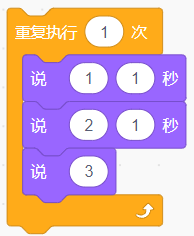 重复执行 1 次
说 1 1 秒
说 2 1 秒
说 3